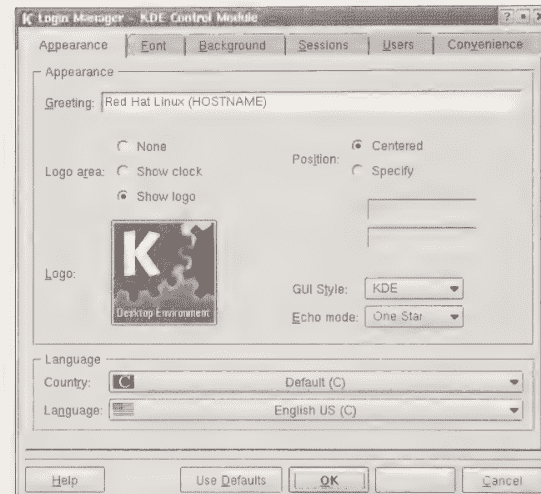 Login Manager - KDE Control Module
Appearance Font Background Sessions Users Convenience
Appearance
Greeting: Red Hat Linux (HOSTNAME)
Logo area:
None
Show clock
Show logo
Position:
Centered
Specify
Logo:
K
Desktop Environment
GUI Style: KDE
Echo mode: One Star
Language
Country: C Default (C)
Language: English US (C)
Help Use Defaults OK Cancel